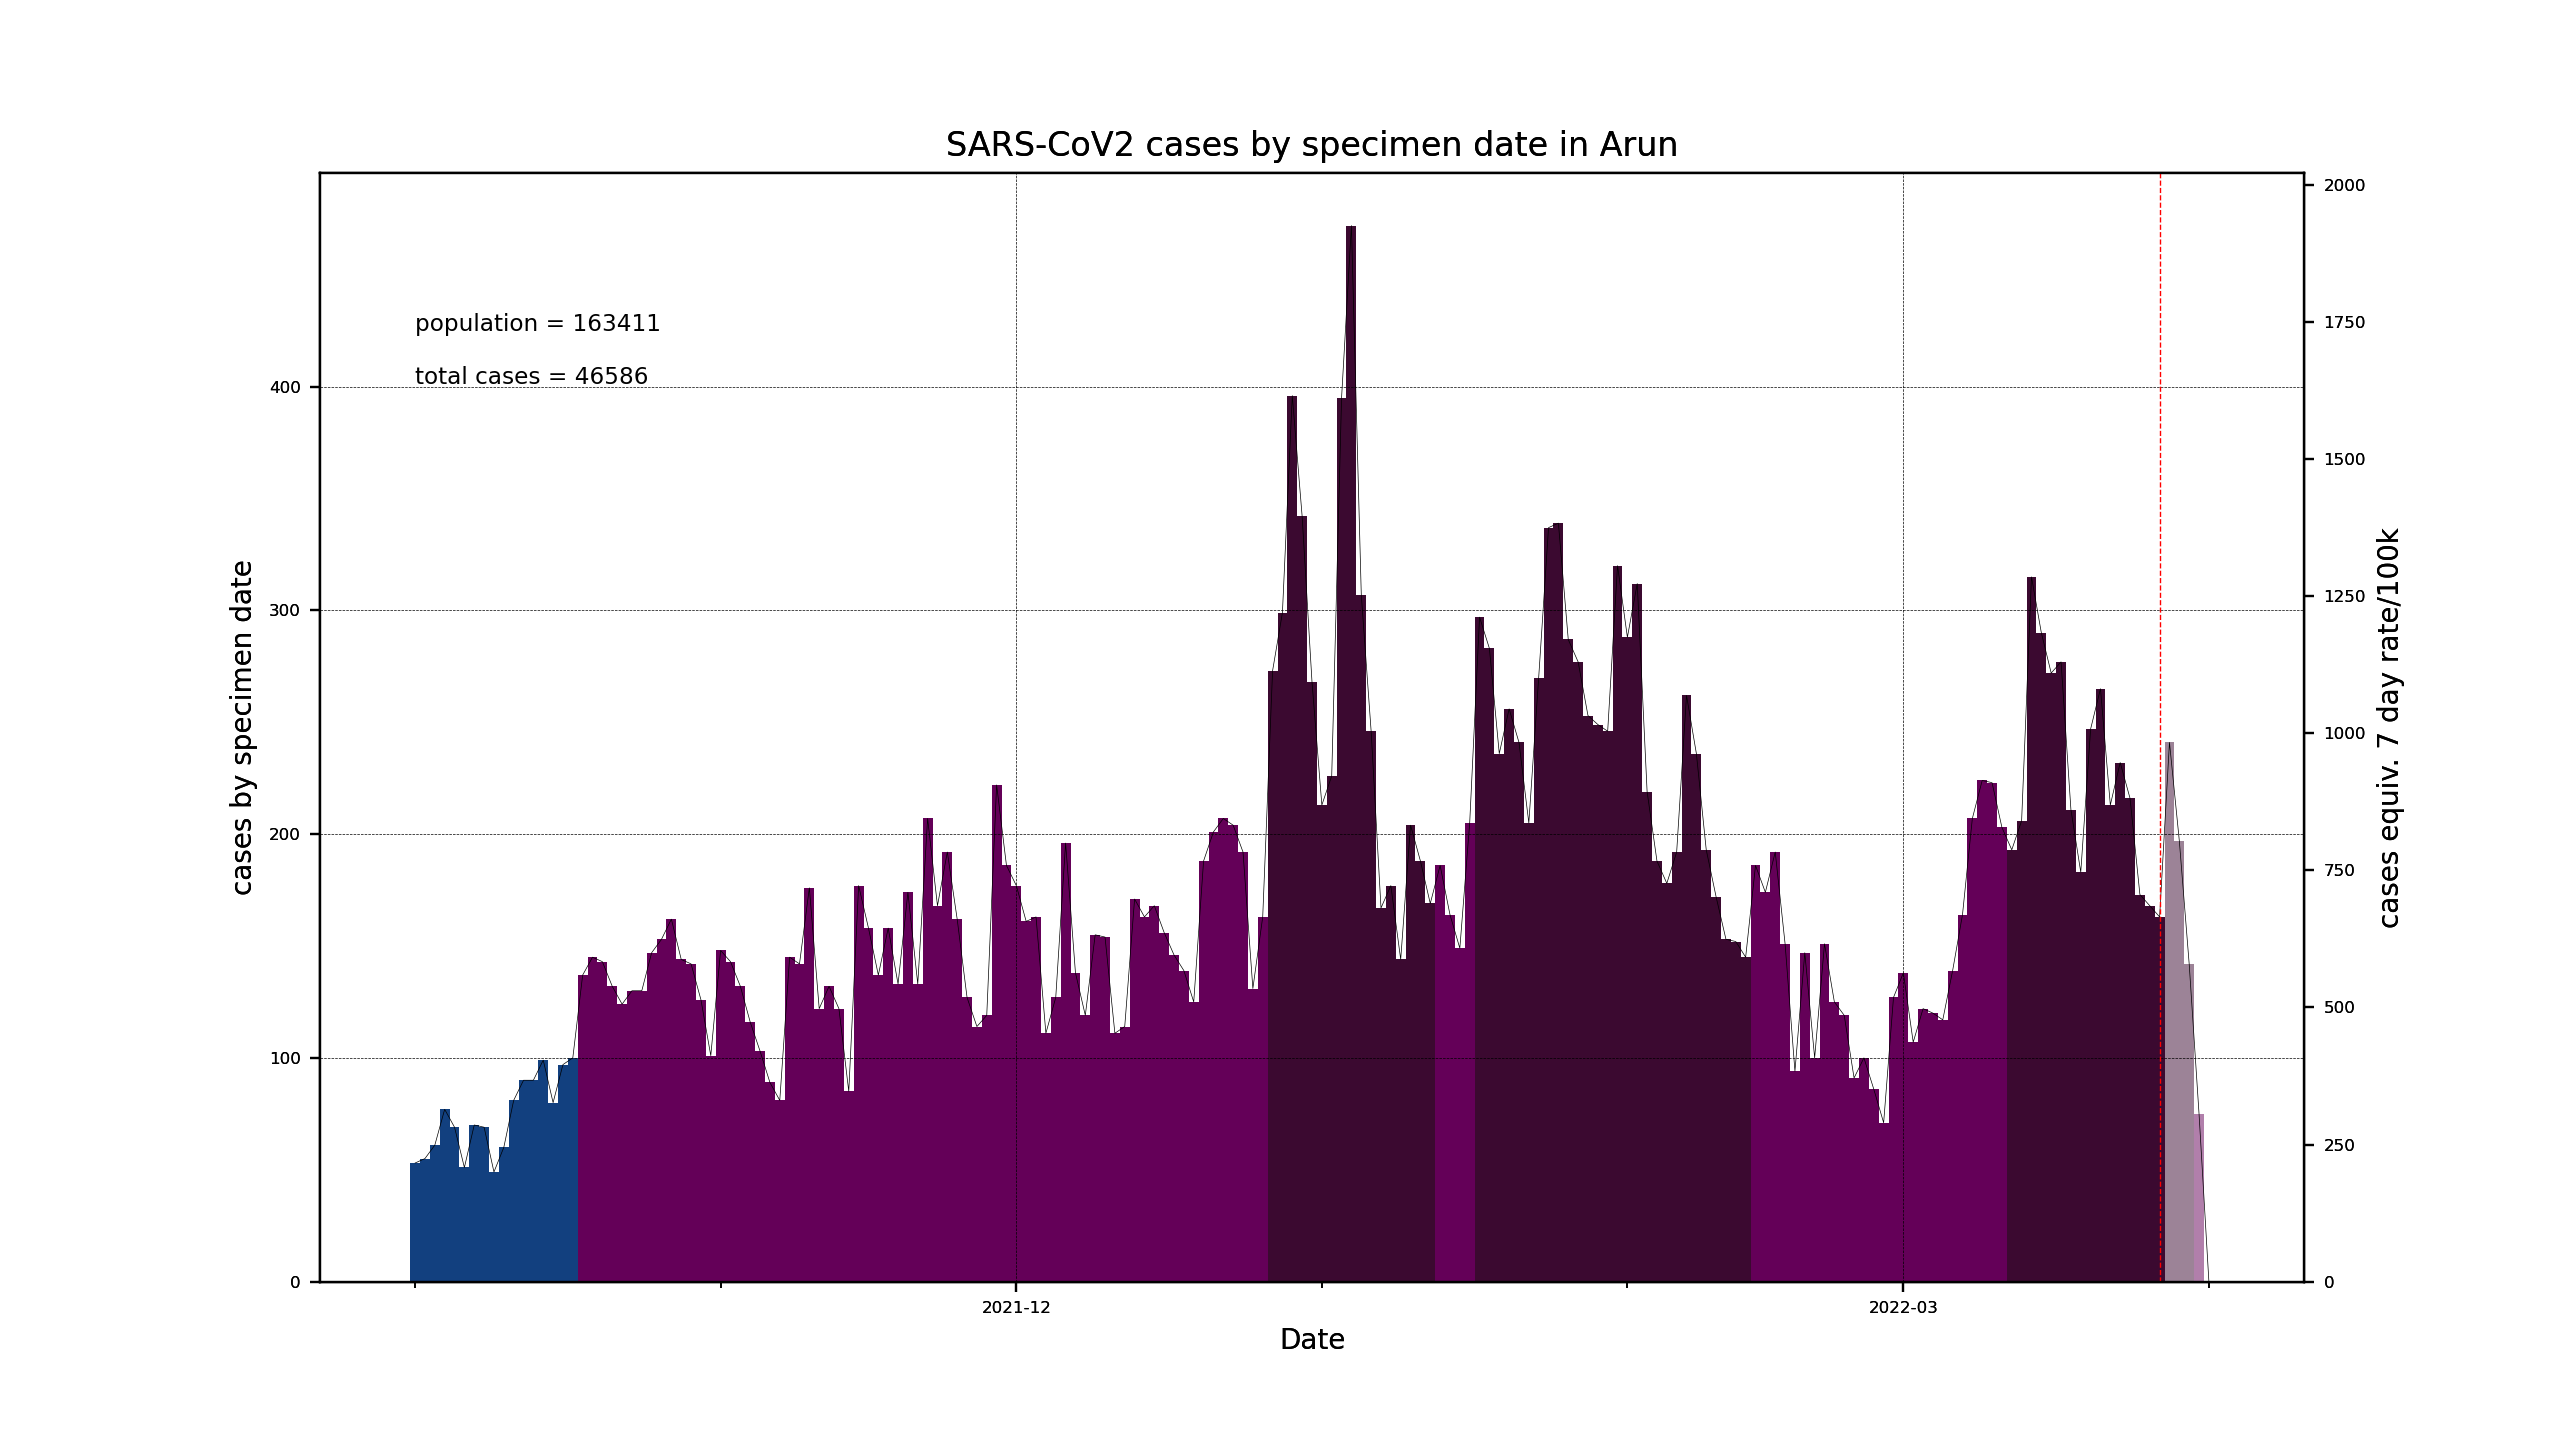 SARS-CoV2 cases by specimen date in Arun
population = 163411
total cases = 46586
cases by specimen date
400
300
200
100
0
2000
1750
1500
1250
1000
750
500
250
0
cases equiv. 7 day rate/100k
2021-12
2022-03
Date